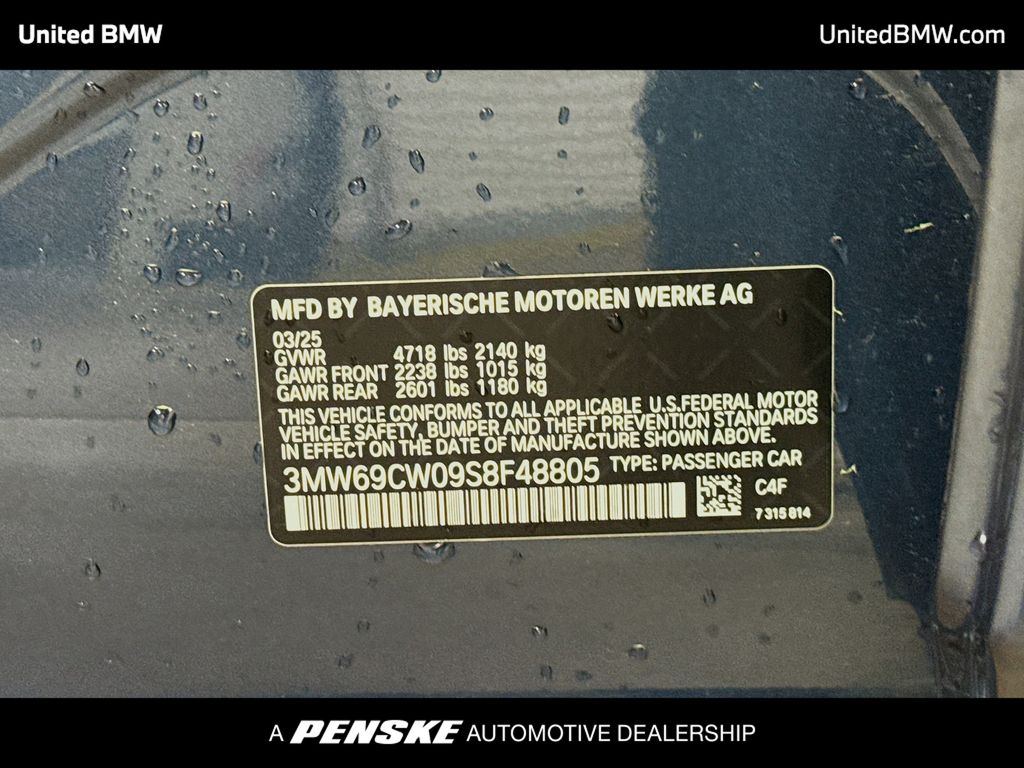 United BMW
UnitedBMW.com
MFD BY BAYERISCHE MOTOREN WERKE AG
03/25
GVWR 4718 lbs 2140 kg
GAWR FRONT 2238 lbs 1015 kg
GAWR REAR 2601 lbs 1180 kg
THIS VEHICLE CONFORMS TO ALL APPLICABLE U.S.FEDERAL MOTOR
VEHICLE SAFETY, BUMPER AND THEFT PREVENTION STANDARDS
IN EFFECT ON THE DATE OF MANUFACTURE SHOWN ABOVE.
3MW69CW09S8F48805 TYPE: PASSENGER CAR
C4F
7 315 814
A PENSKE AUTOMOTIVE DEALERSHIP